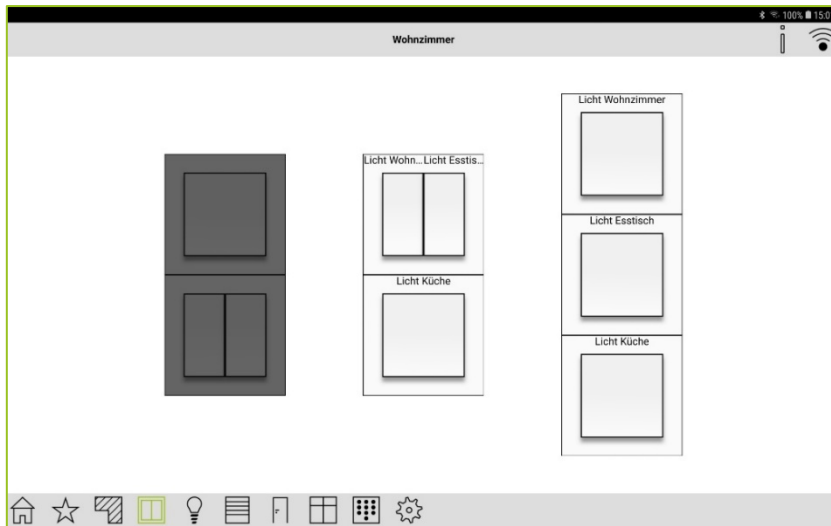 100% 15:0
Wohnzimmer
Licht Wohn... Licht Esstis...
Licht Küche
Licht Wohnzimmer
Licht Esstisch
Licht Küche